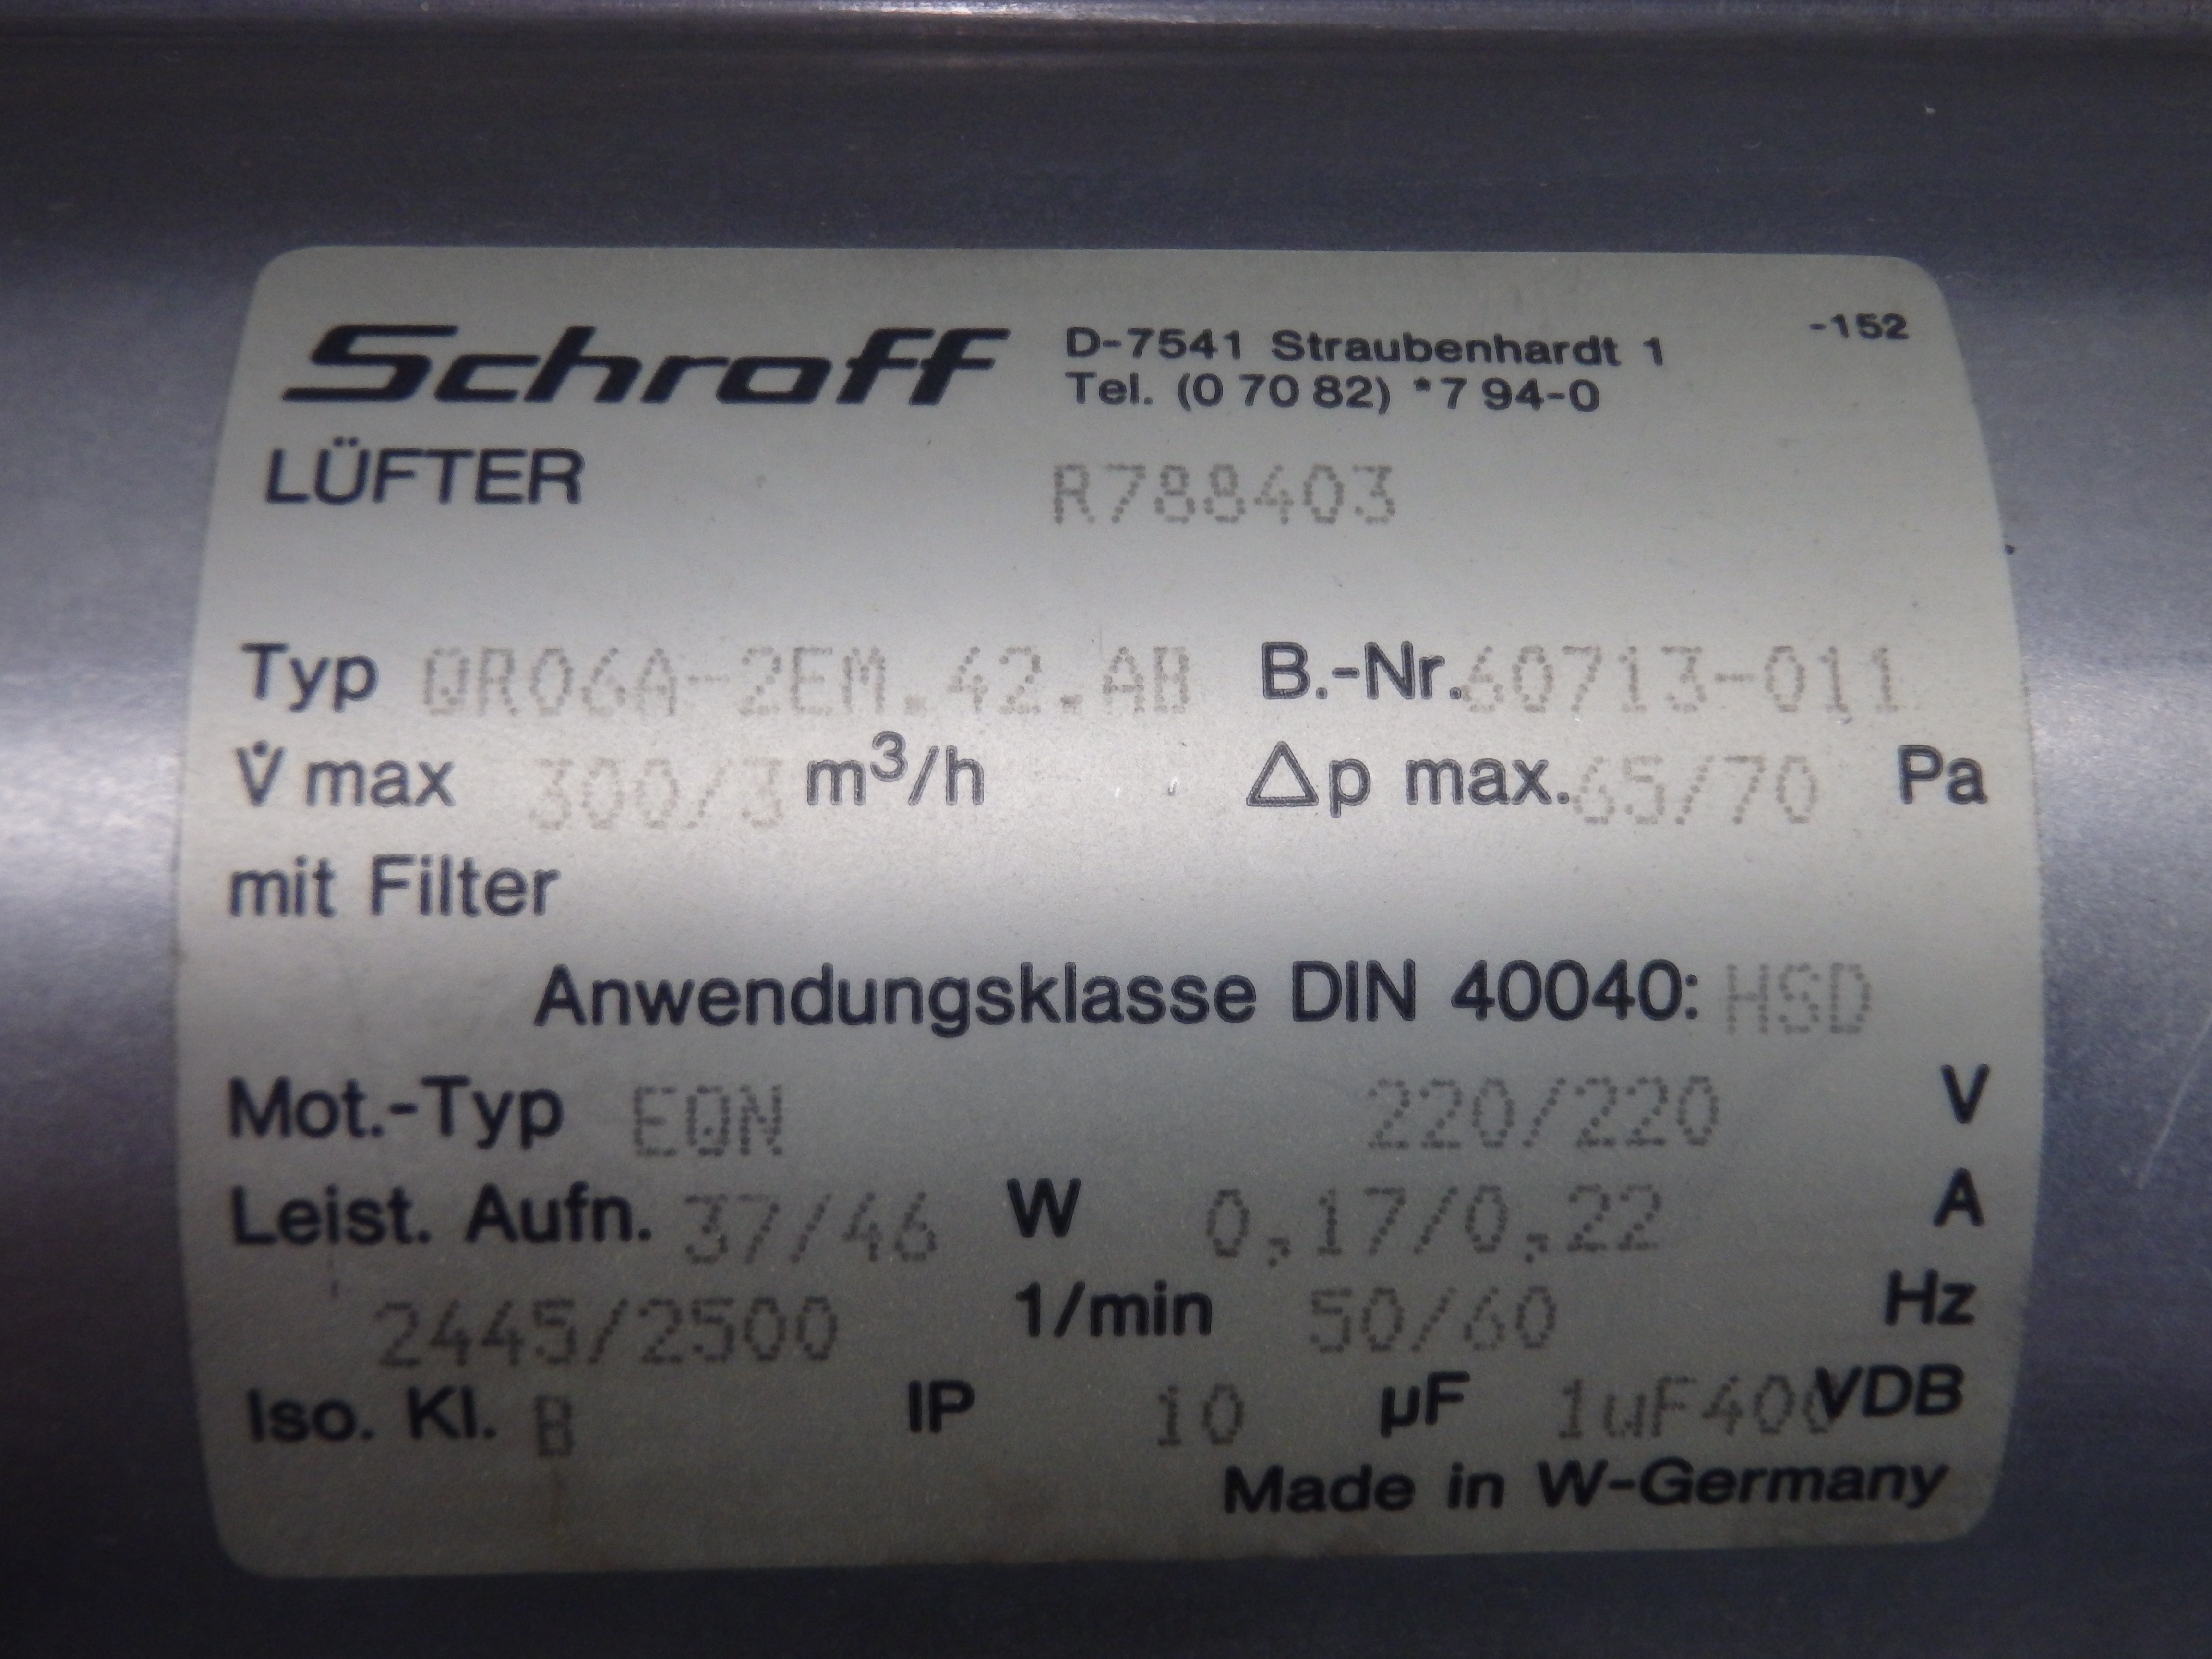 Schroff D-7541 Straubenhardt 1 -152
Tel. (0 70 82) *7 94-0
LÜFTER R788403
Typ QR06A-2EM.42.AB B.-Nr. 60713-011
V̇ max 300/3 m³/h △p max. 65/70 Pa
mit Filter
Anwendungsklasse DIN 40040: HSD
Mot.-Typ EQN 220/220 V
Leist. Aufn. 37/46 W 0,17/0,22 A
2445/2500 1/min 50/60 Hz
Iso. Kl. B IP 10 µF 1uF400 VDB
Made in W-Germany